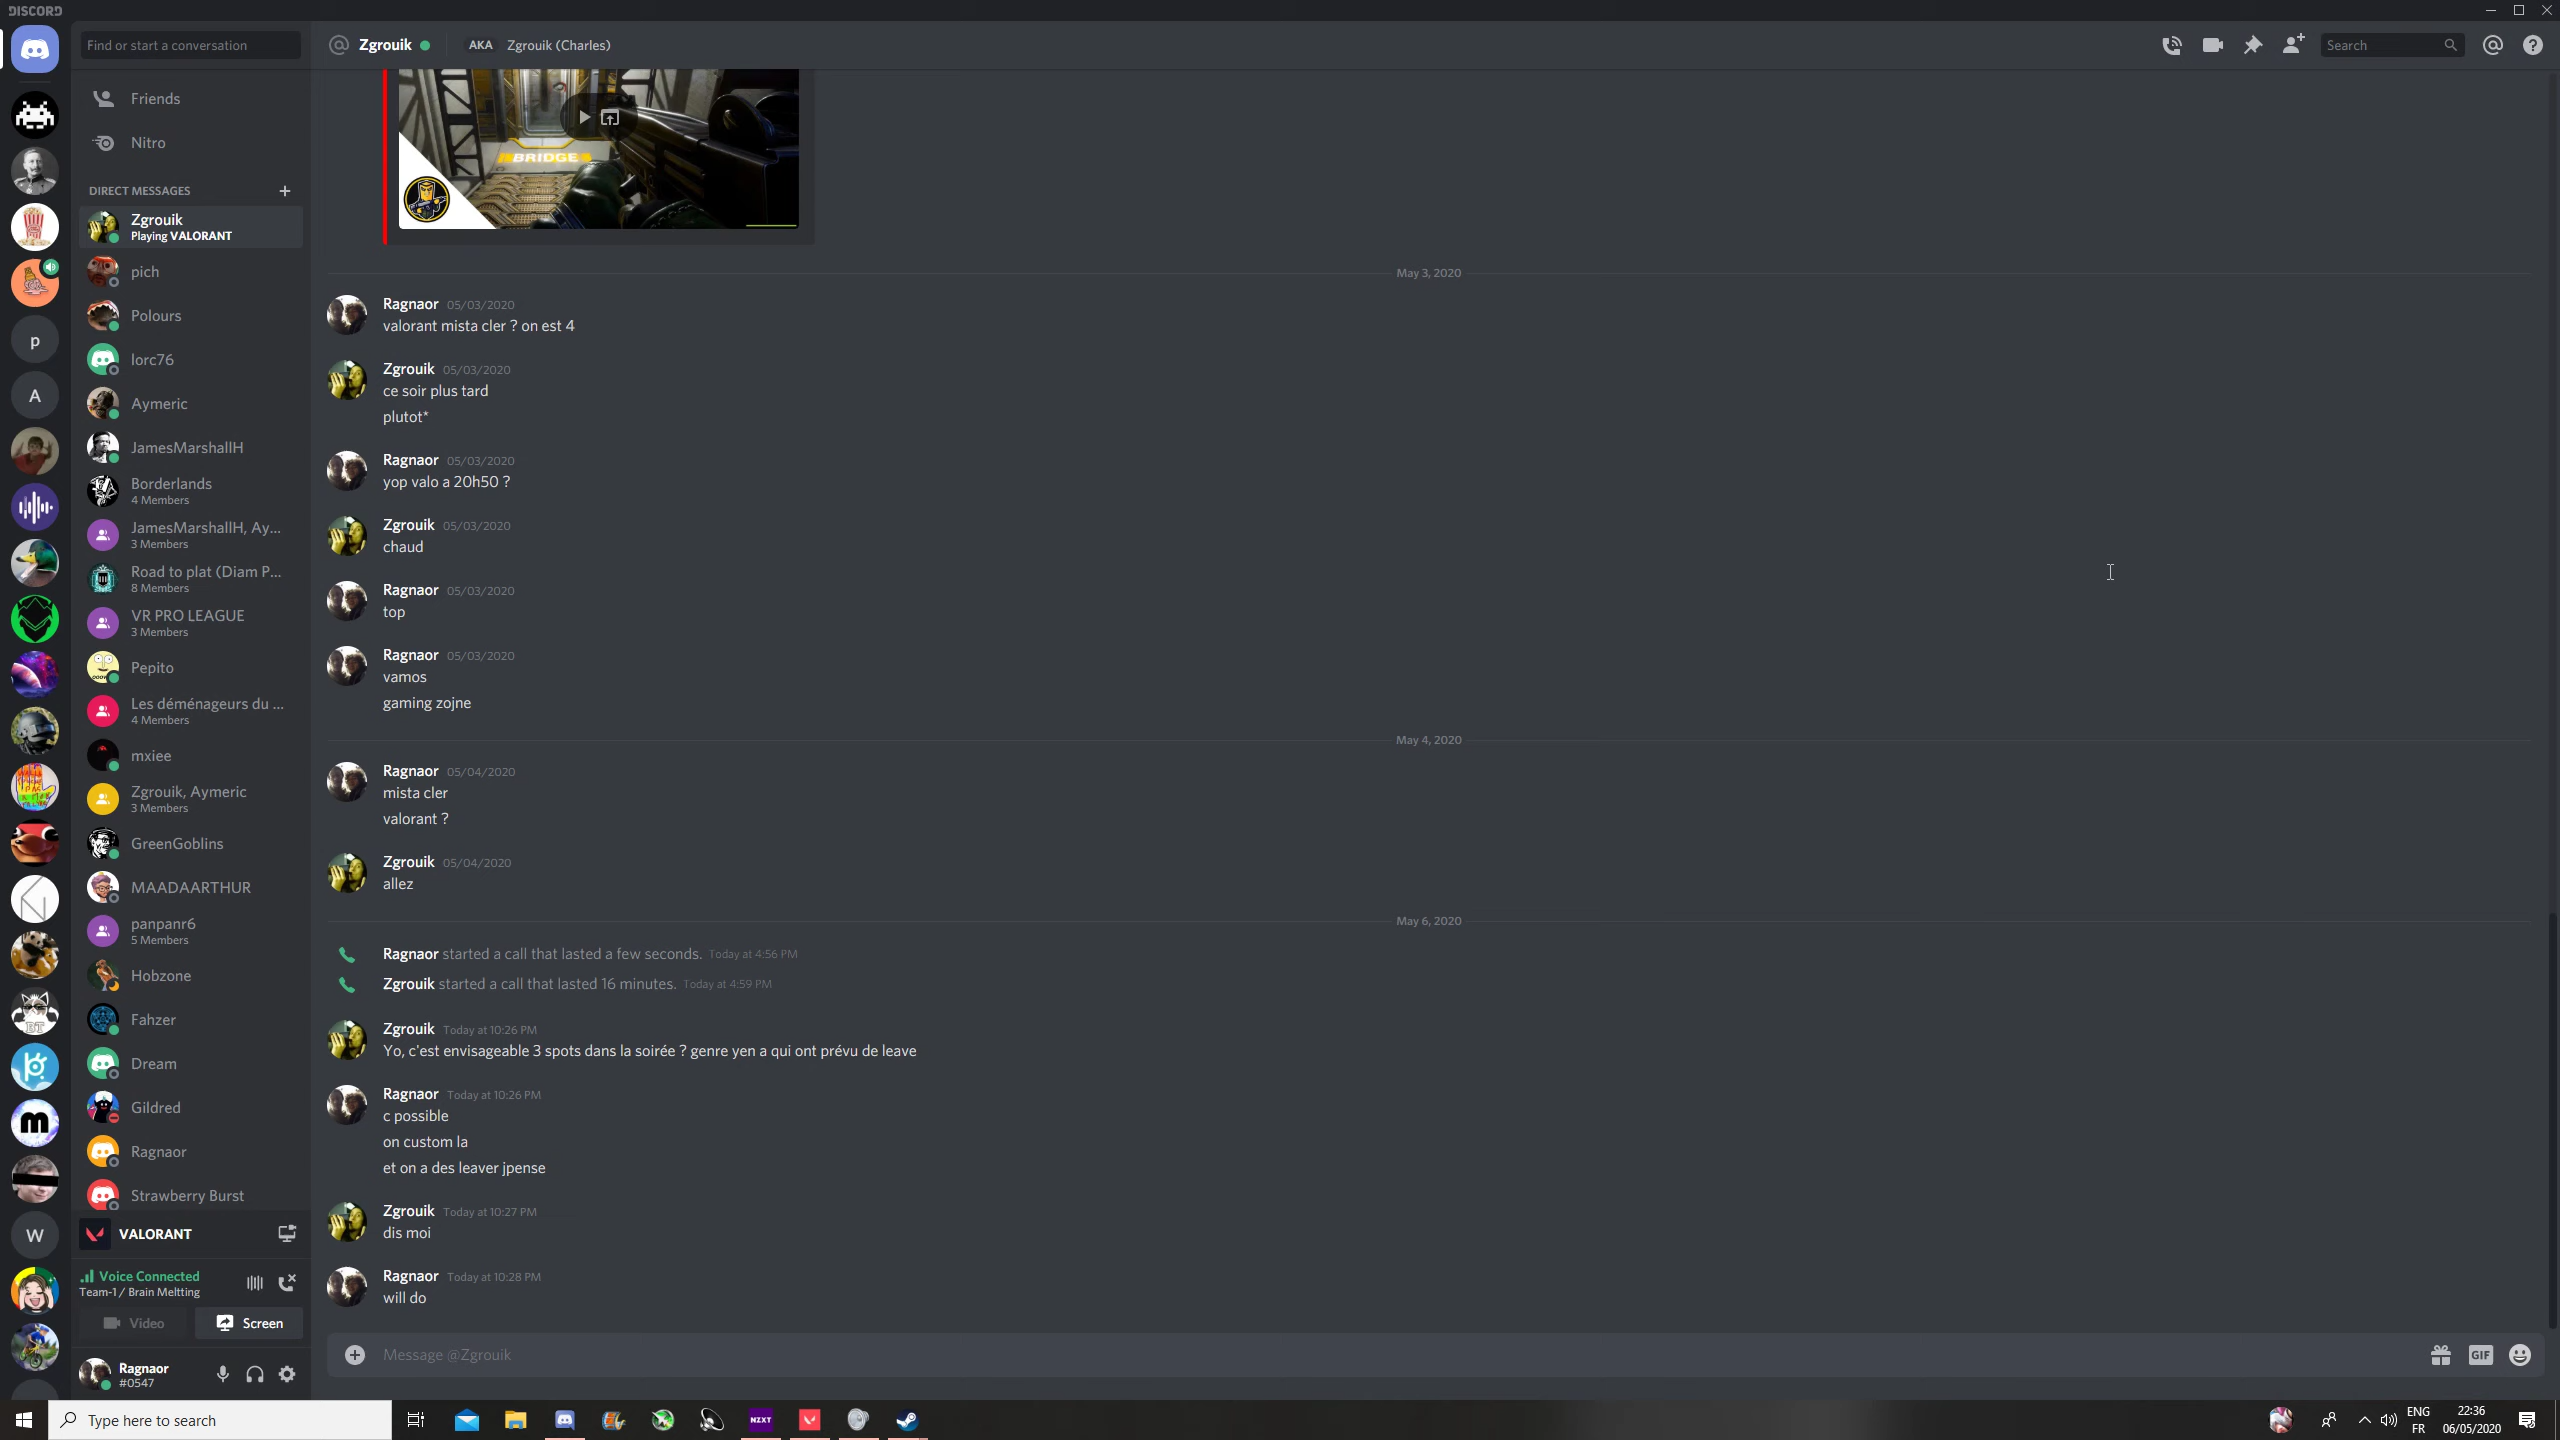 DISCORD
Find or start a conversation
Zgrouik
AKA Zgrouik (Charles)
Search
Friends
Nitro
DIRECT MESSAGES
Zgrouik
Playing VALORANT
pich
Polours
lorc76
Aymeric
JamesMarshallH
Borderlands
4 Members
JamesMarshallH, Ay...
3 Members
Road to plat (Diam P...
8 Members
VR PRO LEAGUE
3 Members
Pepito
Les déménageurs du ...
4 Members
mxiee
Zgrouik, Aymeric
3 Members
GreenGoblins
MAADAARTHUR
panpanr6
5 Members
Hobzone
Fahzer
Dream
Gildred
Ragnaor
Strawberry Burst
VALORANT
Voice Connected
Team-1 / Brain Meltting
Video
Screen
Ragnaor
#0547
p
A
BT
m
W
BRIDGE
May 3, 2020
Ragnaor 05/03/2020
valorant mista cler ? on est 4
Zgrouik 05/03/2020
ce soir plus tard
plutot*
Ragnaor 05/03/2020
yop valo a 20h50 ?
Zgrouik 05/03/2020
chaud
Ragnaor 05/03/2020
top
Ragnaor 05/03/2020
vamos
gaming zojne
May 4, 2020
Ragnaor 05/04/2020
mista cler
valorant ?
Zgrouik 05/04/2020
allez
May 6, 2020
Ragnaor started a call that lasted a few seconds. Today at 4:56 PM
Zgrouik started a call that lasted 16 minutes. Today at 4:59 PM
Zgrouik Today at 10:26 PM
Yo, c'est envisageable 3 spots dans la soirée ? genre yen a qui ont prévu de leave
Ragnaor Today at 10:26 PM
c possible
on custom la
et on a des leaver jpense
Zgrouik Today at 10:27 PM
dis moi
Ragnaor Today at 10:28 PM
will do
Message @Zgrouik
GIF
Type here to search
NZXT
ENG
FR
22:36
06/05/2020